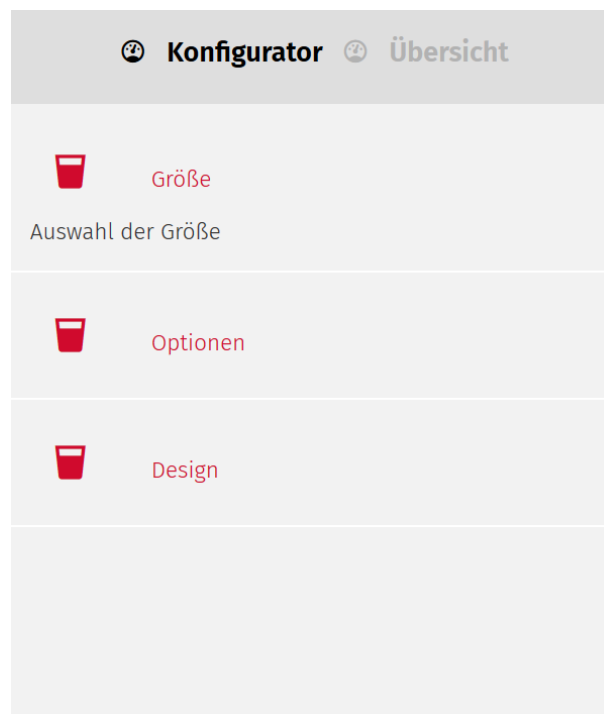 Konfigurator Übersicht
Größe
Auswahl der Größe
Optionen
Design